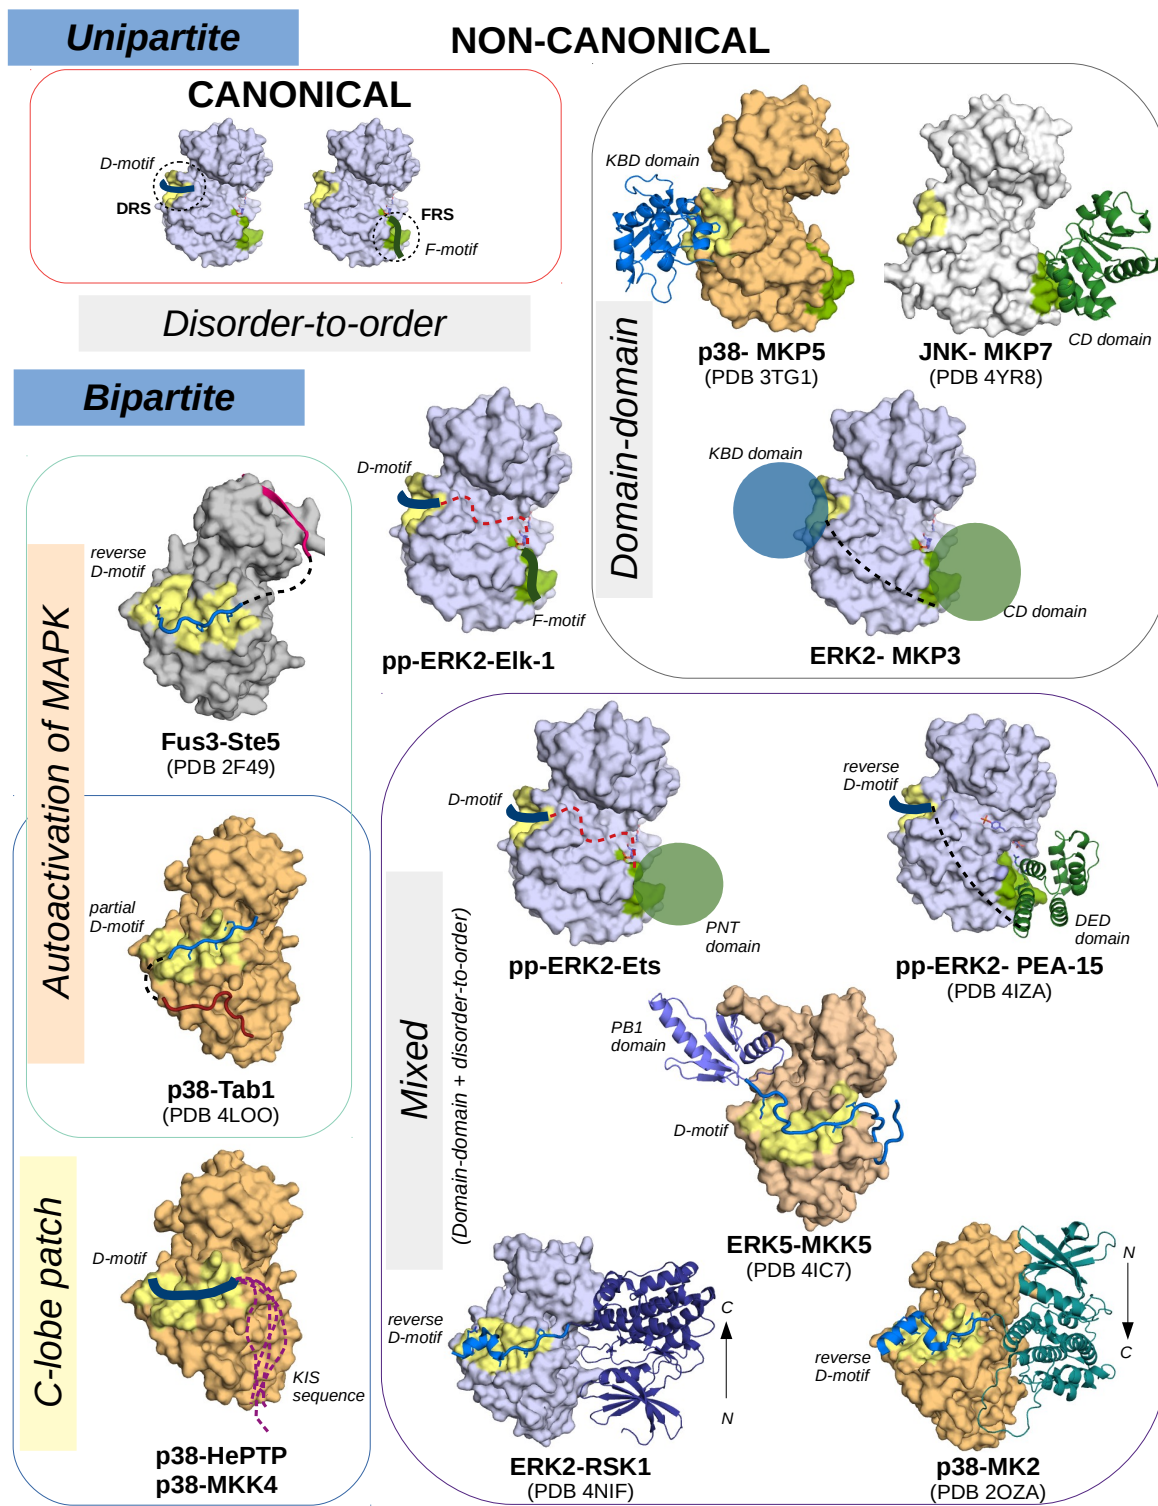 Unipartite
NON-CANONICAL
CANONICAL
D-motif
DRS
FRS
F-motif
Disorder-to-order
KBD domain
CD domain
p38- MKP5
(PDB 3TG1)
JNK- MKP7
(PDB 4YR8)
Domain-domain
KBD domain
CD domain
ERK2- MKP3
Bipartite
D-motif
F-motif
pp-ERK2-Elk-1
Autoactivation of MAPK
reverse
D-motif
Fus3-Ste5
(PDB 2F49)
partial
D-motif
p38-Tab1
(PDB 4LOO)
C-lobe patch
D-motif
KIS
sequence
p38-HePTP
p38-MKK4
Mixed
(Domain-domain + disorder-to-order)
D-motif
PNT
domain
pp-ERK2-Ets
reverse
D-motif
DED
domain
pp-ERK2- PEA-15
(PDB 4IZA)
PB1
domain
D-motif
ERK5-MKK5
(PDB 4IC7)
reverse
D-motif
C
N
ERK2-RSK1
(PDB 4NIF)
N
C
reverse
D-motif
p38-MK2
(PDB 2OZA)